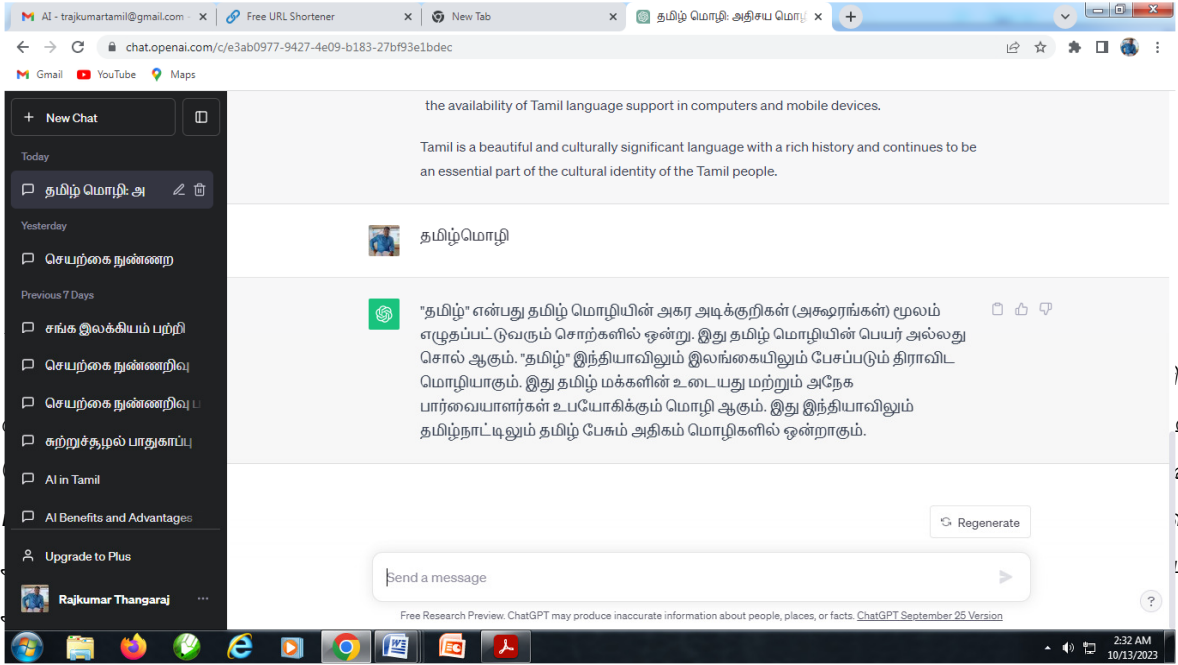 AI - trajkumartamil@gmail.com -
Free URL Shortener
New Tab
தமிழ் மொழி: அதிசய மொழ
chat.openai.com/c/e3ab0977-9427-4e09-b183-27bf93e1bdec
Gmail YouTube Maps
+ New Chat
Today
தமிழ் மொழி: அ
Yesterday
செயற்கை நுண்ணற
Previous 7 Days
சங்க இலக்கியம் பற்றி
செயற்கை நுண்ணறிவு
செயற்கை நுண்ணறிவு ப
சுற்றுச்சூழல் பாதுகாப்பு
AI in Tamil
AI Benefits and Advantages
Upgrade to Plus
Rajkumar Thangaraj ...
the availability of Tamil language support in computers and mobile devices.
Tamil is a beautiful and culturally significant language with a rich history and continues to be
an essential part of the cultural identity of the Tamil people.
தமிழ்மொழி
"தமிழ்" என்பது தமிழ் மொழியின் அகர அடிக்குறிகள் (அக்ஷரங்கள்) மூலம்
எழுதப்பட்டுவரும் சொற்களில் ஒன்று. இது தமிழ் மொழியின் பெயர் அல்லது
சொல் ஆகும். "தமிழ்" இந்தியாவிலும் இலங்கையிலும் பேசப்படும் திராவிட
மொழியாகும். இது தமிழ் மக்களின் உடையது மற்றும் அநேக
பார்வையாளர்கள் உபயோகிக்கும் மொழி ஆகும். இது இந்தியாவிலும்
தமிழ்நாட்டிலும் தமிழ் பேசும் அதிகம் மொழிகளில் ஒன்றாகும்.
Regenerate
Send a message
Free Research Preview. ChatGPT may produce inaccurate information about people, places, or facts. ChatGPT September 25 Version
?
2:32 AM
10/13/2023